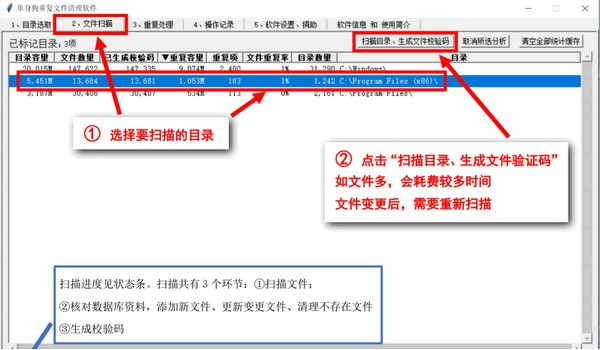 单身狗重复文件清理软件
1、目录选取 2、文件扫描 3、重复处理 4、操作记录 5、软件设置、捐助 软件信息 和 使用简介
已标记目录：3项 扫描目录、生成文件校验码 取消所选分析 清空全部统计缓存
目录容量 文件数量 已生成校验码 ▼重复容量 重复项 文件重复率 目录数量 目录
20,015M 147,622 147,335 9,074M 2,400 1% 31,290 C:\Windows\
5,451M 13,684 13,681 1,053M 183 1% 1,242 C:\Program Files (x86)\
3,187M 30,408 30,407 534M 113 0% 2,161 C:\Program Files\
① 选择要扫描的目录
② 点击“扫描目录、生成文件验证码”
如文件多，会耗费较多时间
文件变更后，需要重新扫描
扫描进度见状态条。扫描共有 3 个环节：①扫描文件；
②核对数据库资料，添加新文件、更新变更文件、清理不存在文件
③生成校验码